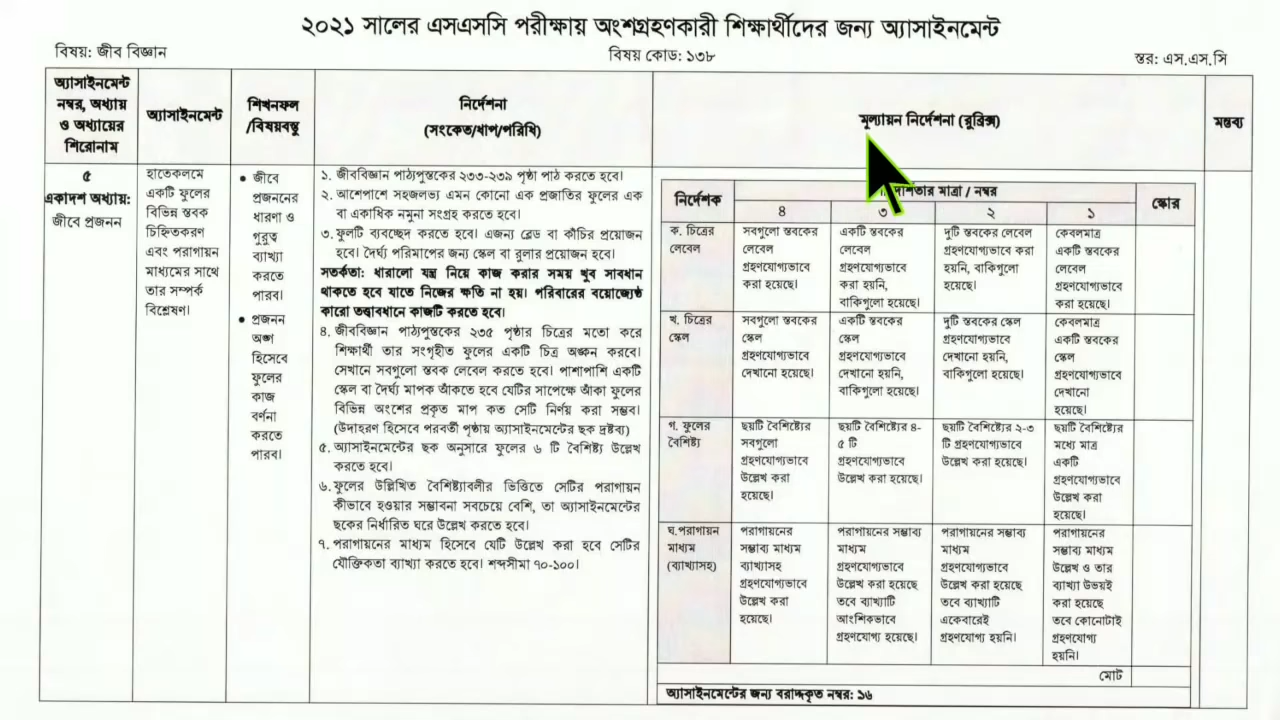 ২০২১ সালের এসএসসি পরীক্ষায় অংশগ্রহণকারী শিক্ষার্থীদের জন্য অ্যাসাইনমেন্ট
বিষয়: জীব বিজ্ঞান
বিষয় কোড: ১৩৮
স্তর: এস.এস.সি
অ্যাসাইনমেন্ট
নম্বর, অধ্যায়
ও অধ্যায়ের
শিরোনাম
অ্যাসাইনমেন্ট
শিখনফল
/বিষয়বস্তু
নির্দেশনা
(সংকেত/ধাপ/পরিধি)
মূল্যায়ন নির্দেশনা (রুব্রিক্স)
মন্তব্য
৫
একাদশ অধ্যায়:
জীবে প্রজনন
হাতেকলমে
একটি ফুলের
বিভিন্ন স্তবক
চিহ্নিতকরণ
এবং পরাগায়ন
মাধ্যমের সাথে
তার সম্পর্ক
বিশ্লেষণ।
• জীবে
প্রজননের
ধারণা ও
গুরুত্ব
ব্যাখ্যা
করতে
পারব।
• প্রজনন
অঙ্গ
হিসেবে
ফুলের
কাজ
বর্ণনা
করতে
পারব।
১. জীববিজ্ঞান পাঠ্যপুস্তকের ২৩৩-২৩৯ পৃষ্ঠা পাঠ করতে হবে।
২. আশেপাশে সহজলভ্য এমন কোনো এক প্রজাতির ফুলের এক
বা একাধিক নমুনা সংগ্রহ করতে হবে।
৩. ফুলটি ব্যবচ্ছেদ করতে হবে। এজন্য ব্লেড বা কাঁচির প্রয়োজন
হবে। দৈর্ঘ্য পরিমাপের জন্য স্কেল বা রুলার প্রয়োজন হবে।
সতর্কতা: ধারালো যন্ত্র নিয়ে কাজ করার সময় খুব সাবধান
থাকতে হবে যাতে নিজের ক্ষতি না হয়। পরিবারের বয়োজ্যেষ্ঠ
কারো তত্ত্বাবধানে কাজটি করতে হবে।
৪. জীববিজ্ঞান পাঠ্যপুস্তকের ২৩৫ পৃষ্ঠার চিত্রের মতো করে
শিক্ষার্থী তার সংগৃহীত ফুলের একটি চিত্র অঙ্কন করবে।
সেখানে সবগুলো স্তবক লেবেল করতে হবে। পাশাপাশি একটি
স্কেল বা দৈর্ঘ্য মাপক আঁকতে হবে যেটির সাপেক্ষে আঁকা ফুলের
বিভিন্ন অংশের প্রকৃত মাপ কত সেটি নির্ণয় করা সম্ভব।
(উদাহরণ হিসেবে পরবর্তী পৃষ্ঠায় অ্যাসাইনমেন্টের ছক দ্রষ্টব্য)
৫. অ্যাসাইনমেন্টের ছক অনুসারে ফুলের ৬ টি বৈশিষ্ট্য উল্লেখ
করতে হবে।
৬. ফুলের উল্লিখিত বৈশিষ্ট্যাবলীর ভিত্তিতে সেটির পরাগায়ন
কীভাবে হওয়ার সম্ভাবনা সবচেয়ে বেশি, তা অ্যাসাইনমেন্টের
ছকের নির্ধারিত ঘরে উল্লেখ করতে হবে।
৭. পরাগায়নের মাধ্যম হিসেবে যেটি উল্লেখ করা হবে সেটির
যৌক্তিকতা ব্যাখ্যা করতে হবে। শব্দসীমা ৭০-১০০।
নির্দেশক
মাত্রা / নম্বর
স্কোর
৪
৩
২
১
ক. চিত্রের
লেবেল
সবগুলো স্তবকের
লেবেল
গ্রহণযোগ্যভাবে
করা হয়েছে।
একটি স্তবকের
লেবেল
গ্রহণযোগ্যভাবে
করা হয়নি,
বাকিগুলো হয়েছে।
দুটি স্তবকের লেবেল
গ্রহণযোগ্যভাবে করা
হয়নি, বাকিগুলো
হয়েছে।
কেবলমাত্র
একটি স্তবকের
লেবেল
গ্রহণযোগ্যভাবে
করা হয়েছে।
খ. চিত্রের
স্কেল
সবগুলো স্তবকের
স্কেল
গ্রহণযোগ্যভাবে
দেখানো হয়েছে।
একটি স্তবকের
স্কেল
গ্রহণযোগ্যভাবে
দেখানো হয়নি,
বাকিগুলো হয়েছে।
দুটি স্তবকের স্কেল
গ্রহণযোগ্যভাবে
দেখানো হয়নি,
বাকিগুলো হয়েছে।
কেবলমাত্র
একটি স্তবকের
স্কেল
গ্রহণযোগ্যভাবে
দেখানো
হয়েছে।
গ. ফুলের
বৈশিষ্ট্য
ছয়টি বৈশিষ্ট্যের
সবগুলো
গ্রহণযোগ্যভাবে
উল্লেখ করা
হয়েছে।
ছয়টি বৈশিষ্ট্যের ৪-
৫ টি
গ্রহণযোগ্যভাবে
উল্লেখ করা হয়েছে।
ছয়টি বৈশিষ্ট্যের ২-৩
টি গ্রহণযোগ্যভাবে
উল্লেখ করা হয়েছে।
ছয়টি বৈশিষ্ট্যের
মধ্যে মাত্র
একটি
গ্রহণযোগ্যভাবে
উল্লেখ করা
হয়েছে।
ঘ.পরাগায়ন
মাধ্যম
(ব্যাখ্যাসহ)
পরাগায়নের
সম্ভাব্য মাধ্যম
ব্যাখ্যাসহ
গ্রহণযোগ্যভাবে
উল্লেখ করা
হয়েছে।
পরাগায়নের সম্ভাব্য
মাধ্যম
গ্রহণযোগ্যভাবে
উল্লেখ করা হয়েছে
তবে ব্যাখ্যাটি
আংশিকভাবে
গ্রহণযোগ্য হয়েছে।
পরাগায়নের সম্ভাব্য
মাধ্যম
গ্রহণযোগ্যভাবে
উল্লেখ করা হয়েছে
তবে ব্যাখ্যাটি
একেবারেই
গ্রহণযোগ্য হয়নি।
পরাগায়নের
সম্ভাব্য মাধ্যম
উল্লেখ ও তার
ব্যাখ্যা উভয়ই
করা হয়েছে
তবে কোনোটাই
গ্রহণযোগ্য
হয়নি।
মোট
অ্যাসাইনমেন্টের জন্য বরাদ্দকৃত নম্বর: ১৬